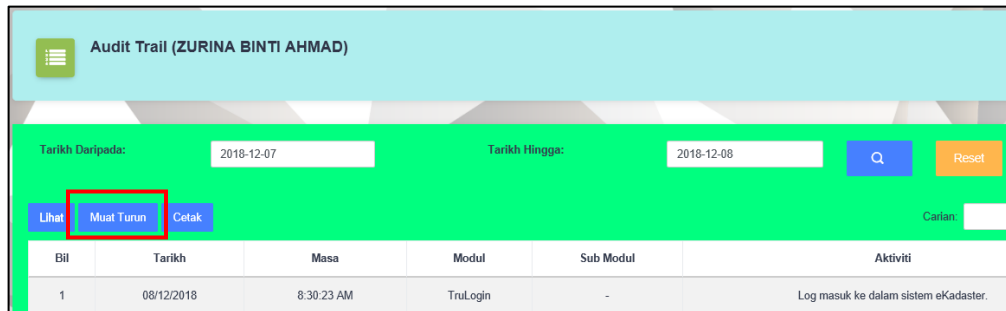 Audit Trail (ZURINA BINTI AHMAD)
Tarikh Daripada: 2018-12-07 Tarikh Hingga: 2018-12-08 Reset
Lihat Muat Turun Cetak Carian:
Bil Tarikh Masa Modul Sub Modul Aktiviti
1 08/12/2018 8:30:23 AM TruLogin - Log masuk ke dalam sistem eKadaster.